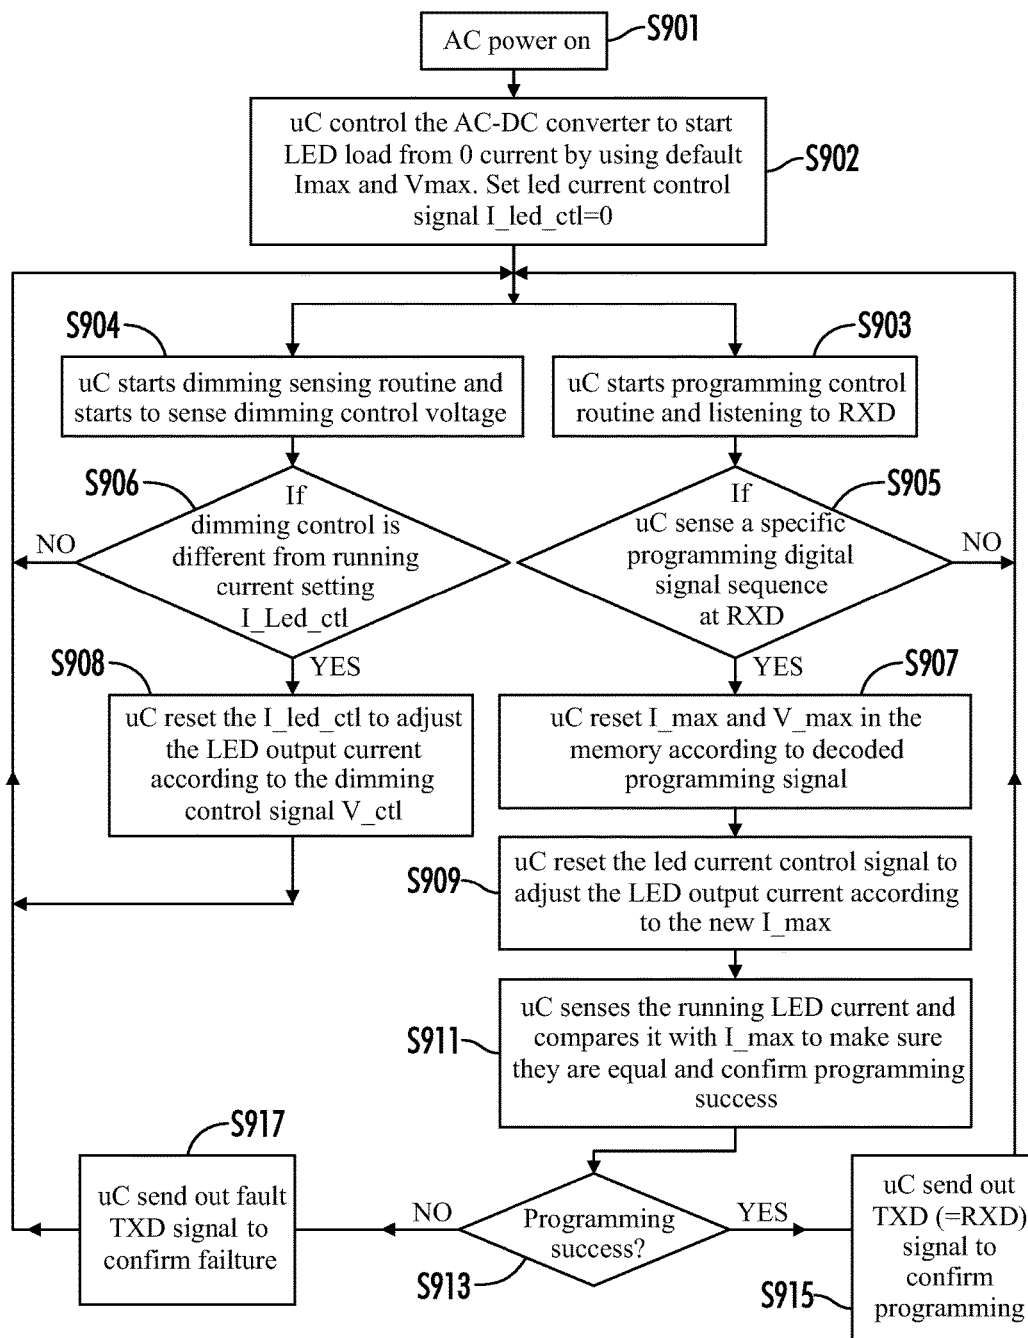 AC power on
S901
uC control the AC-DC converter to start
LED load from 0 current by using default
Imax and Vmax. Set led current control
signal I_led_ctl=0
S902
S904
uC starts dimming sensing routine and
starts to sense dimming control voltage
S903
uC starts programming control
routine and listening to RXD
S906
If
dimming control is
different from running
current setting
I_Led_ctl
NO
YES
S905
If
uC sense a specific
programming digital
signal sequence
at RXD
NO
YES
S908
uC reset the I_led_ctl to adjust
the LED output current
according to the dimming
control signal V_ctl
S907
uC reset I_max and V_max in the
memory according to decoded
programming signal
S909
uC reset the led current control signal to
adjust the LED output current according
to the new I_max
S911
uC senses the running LED current and
compares it with I_max to make sure
they are equal and confirm programming
success
S917
uC send out fault
TXD signal to
confirm failture
NO
Programming
success?
YES
S913
uC send out
TXD (=RXD)
signal to
confirm
programming
S915